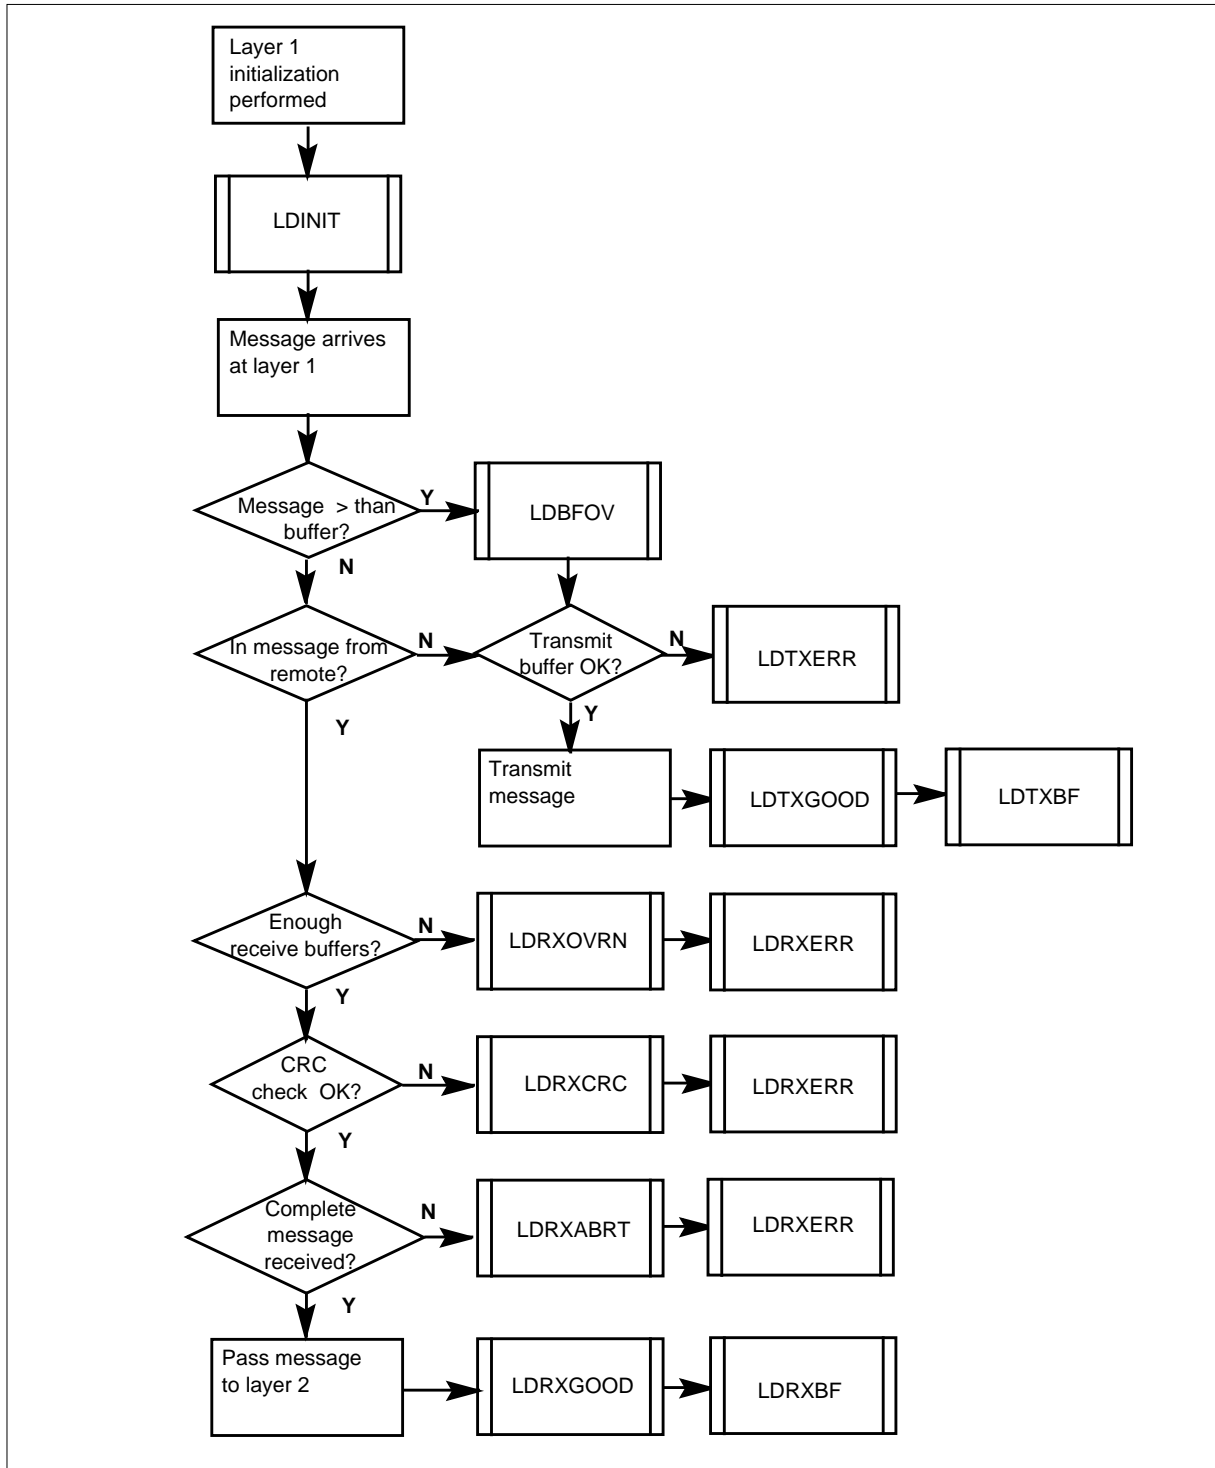 Layer 1
initialization
performed
LDINIT
Message arrives
at layer 1
Message > than
buffer?
Y
N
LDBFOV
In message from
remote?
N
Y
Transmit
buffer OK?
N
Y
LDTXERR
Transmit
message
LDTXGOOD
LDTXBF
Enough
receive buffers?
N
Y
LDRXOVRN
LDRXERR
CRC
check OK?
N
Y
LDRXCRC
LDRXERR
Complete
message
received?
N
Y
LDRXABRT
LDRXERR
Pass message
to layer 2
LDRXGOOD
LDRXBF